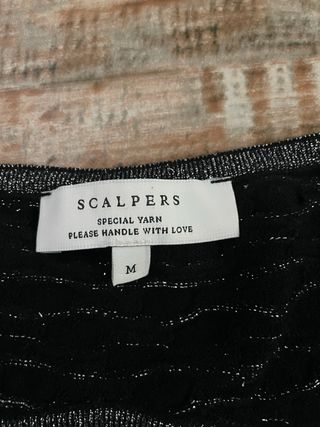 SCALPERS
SPECIAL YARN
PLEASE HANDLE WITH LOVE
M